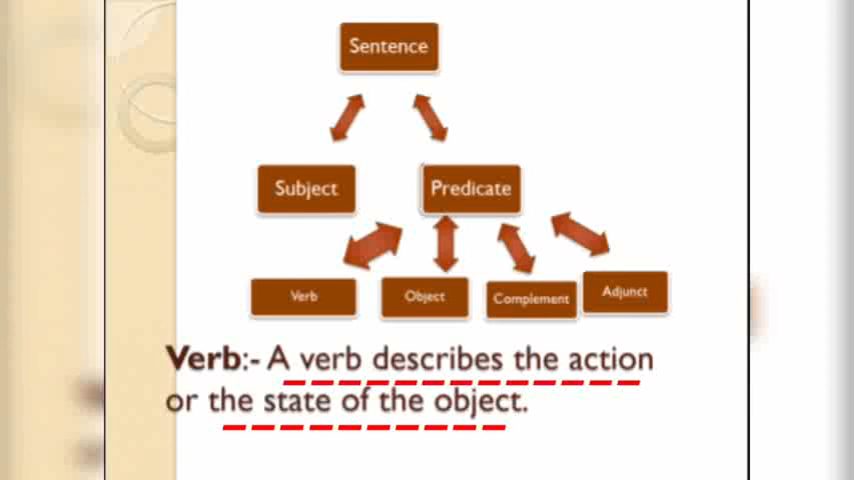 Sentence
Subject
Predicate
Verb
Object
Complement
Adjunct
Verb:- A verb describes the action
or the state of the object.